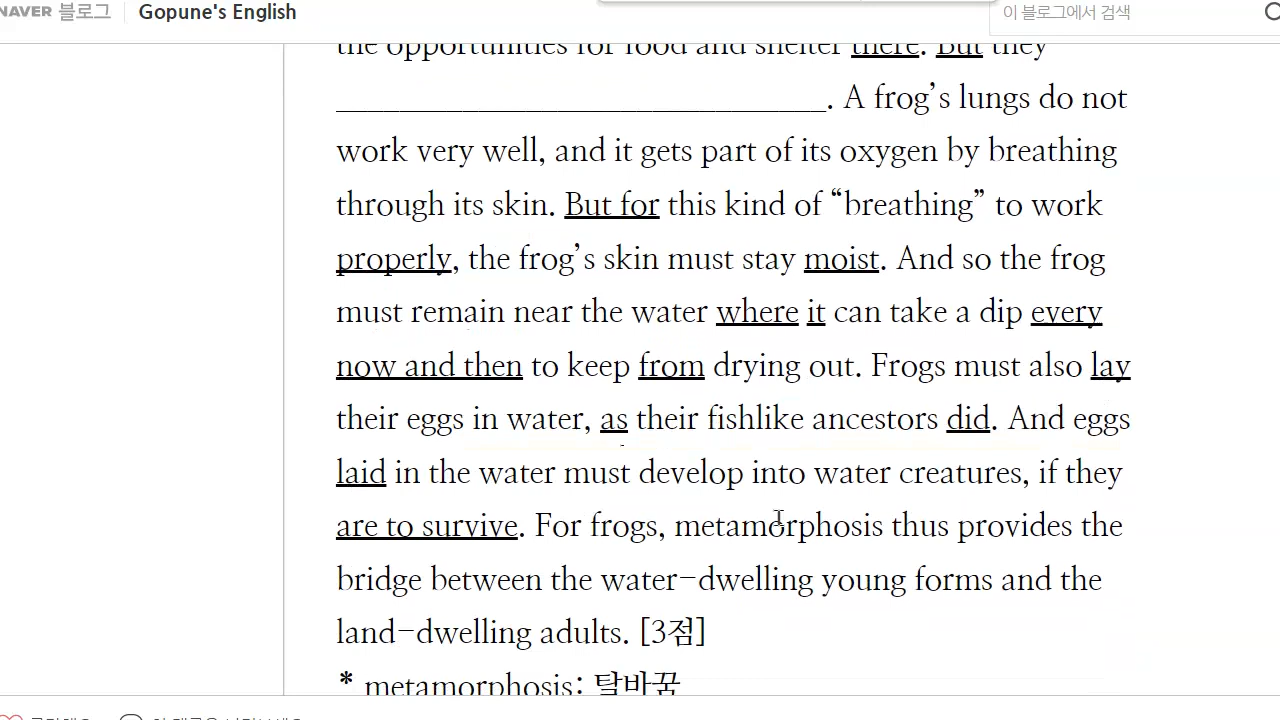 NAVER 블로그 Gopune's English 이 블로그에서 검색
the opportunities for food and shelter there. But they
______________________________. A frog's lungs do not
work very well, and it gets part of its oxygen by breathing
through its skin. But for this kind of “breathing” to work
properly, the frog's skin must stay moist. And so the frog
must remain near the water where it can take a dip every
now and then to keep from drying out. Frogs must also lay
their eggs in water, as their fishlike ancestors did. And eggs
laid in the water must develop into water creatures, if they
are to survive. For frogs, metamorphosis thus provides the
bridge between the water-dwelling young forms and the
land-dwelling adults. [3점]
* metamorphosis: 탈바꿈